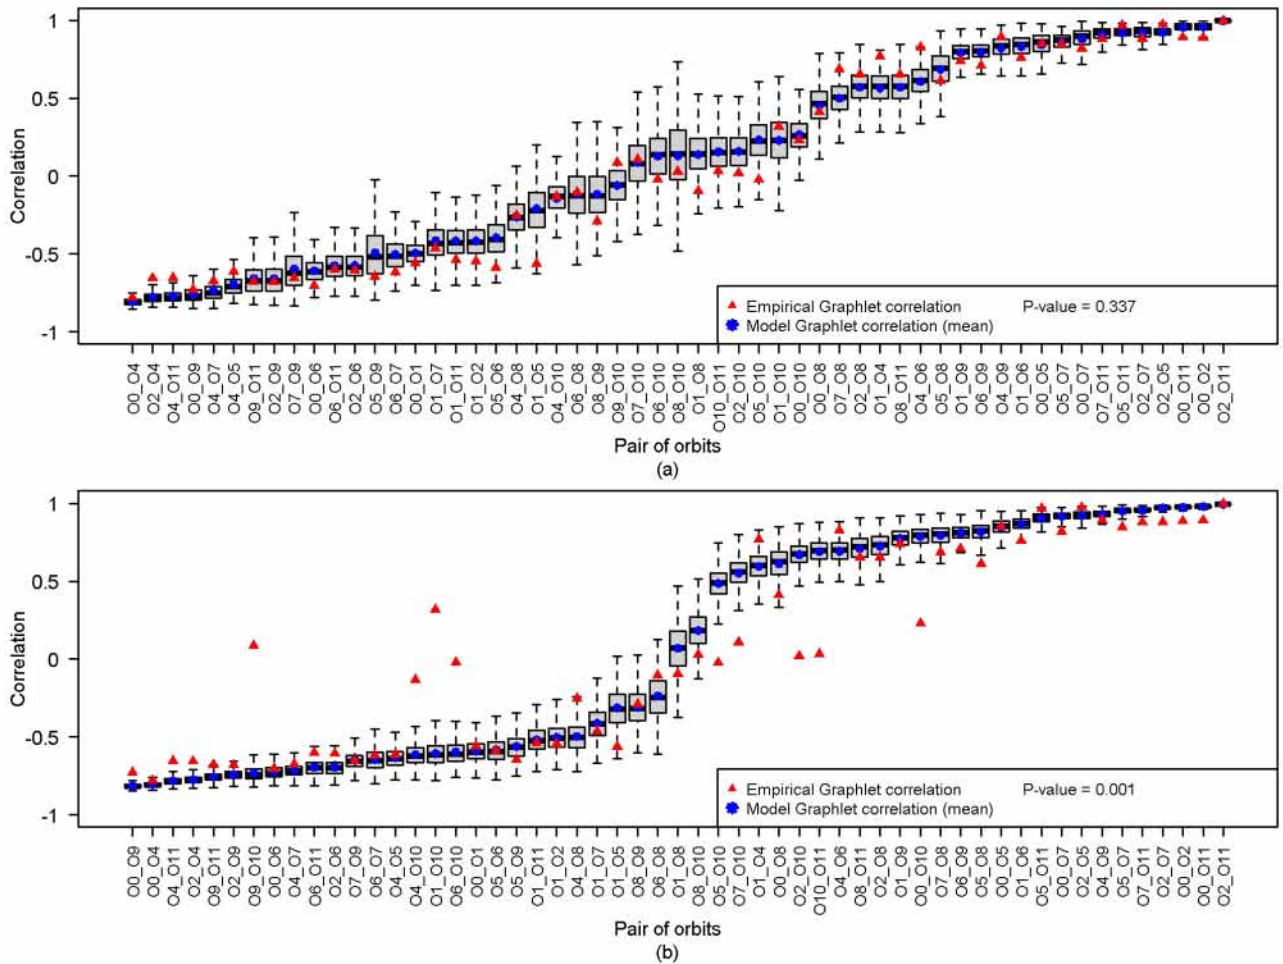 Correlation
1
0.5
0
-0.5
-1
Empirical Graphlet correlation P-value = 0.337
Model Graphlet correlation (mean)
O0_O4
O2_O4
O4_O11
O0_O9
O4_O7
O4_O5
O9_O11
O2_O9
O7_O9
O0_O6
O6_O11
O2_O6
O5_O9
O6_O7
O0_O1
O1_O7
O1_O11
O1_O2
O5_O6
O4_O8
O1_O5
O4_O10
O6_O8
O8_O9
O9_O10
O7_O10
O6_O10
O8_O10
O1_O8
O10_O11
O2_O10
O5_O10
O1_O10
O0_O10
O0_O8
O7_O8
O2_O8
O1_O4
O8_O11
O4_O6
O5_O8
O1_O9
O6_O9
O4_O9
O1_O6
O0_O5
O5_O7
O0_O7
O7_O11
O5_O11
O2_O7
O2_O5
O0_O11
O0_O2
O2_O11
Pair of orbits
(a)
Correlation
1
0.5
0
-0.5
-1
Empirical Graphlet correlation P-value = 0.001
Model Graphlet correlation (mean)
O0_O9
O0_O4
O4_O11
O2_O4
O9_O11
O2_O9
O9_O10
O0_O6
O4_O7
O6_O11
O2_O6
O7_O9
O6_O7
O4_O5
O4_O10
O1_O10
O6_O10
O0_O1
O5_O6
O5_O9
O1_O11
O1_O2
O4_O8
O1_O7
O1_O5
O8_O9
O6_O8
O1_O8
O8_O10
O5_O10
O7_O10
O1_O4
O0_O8
O2_O10
O10_O11
O4_O6
O8_O11
O2_O8
O1_O9
O0_O10
O7_O8
O6_O9
O5_O8
O0_O5
O1_O6
O5_O11
O0_O7
O2_O5
O4_O9
O5_O7
O7_O11
O2_O7
O0_O2
O0_O11
O2_O11
Pair of orbits
(b)